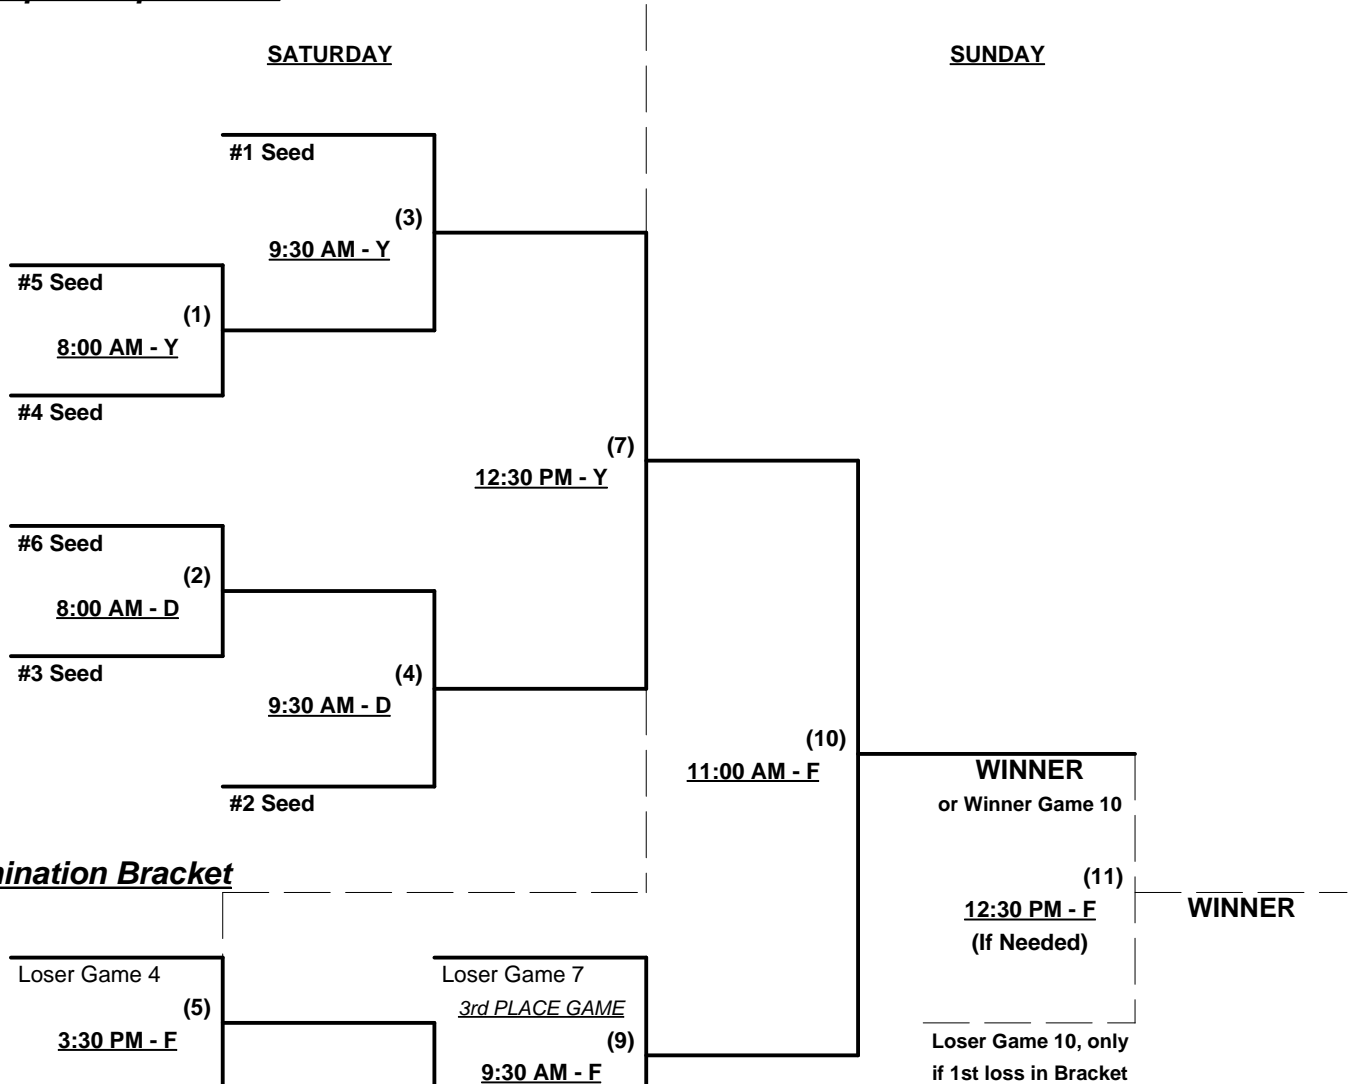 SATURDAY
SUNDAY
#1 Seed
(3)
9:30 AM - Y
#5 Seed
(1)
8:00 AM - Y
#4 Seed
(7)
12:30 PM - Y
#6 Seed
(2)
8:00 AM - D
#3 Seed
(4)
9:30 AM - D
#2 Seed
(10)
11:00 AM - F
WINNER
or Winner Game 10
(11)
12:30 PM - F
(If Needed)
WINNER
Bracket
Loser Game 4
(5)
3:30 PM - F
Loser Game 7
3rd PLACE GAME
(9)
9:30 AM - F
Loser Game 10, only
if 1st loss in Bracket